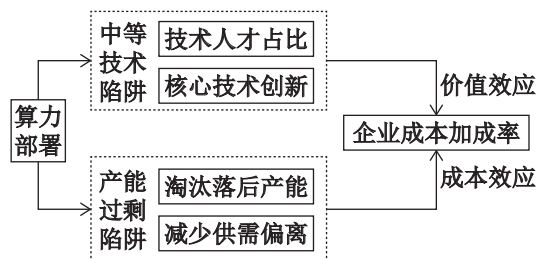 算力
部署
中等
技术
陷阱
技术人才占比
核心技术创新
产能
过剩
陷阱
淘汰落后产能
减少供需偏离
价值效应
企业成本加成率
成本效应